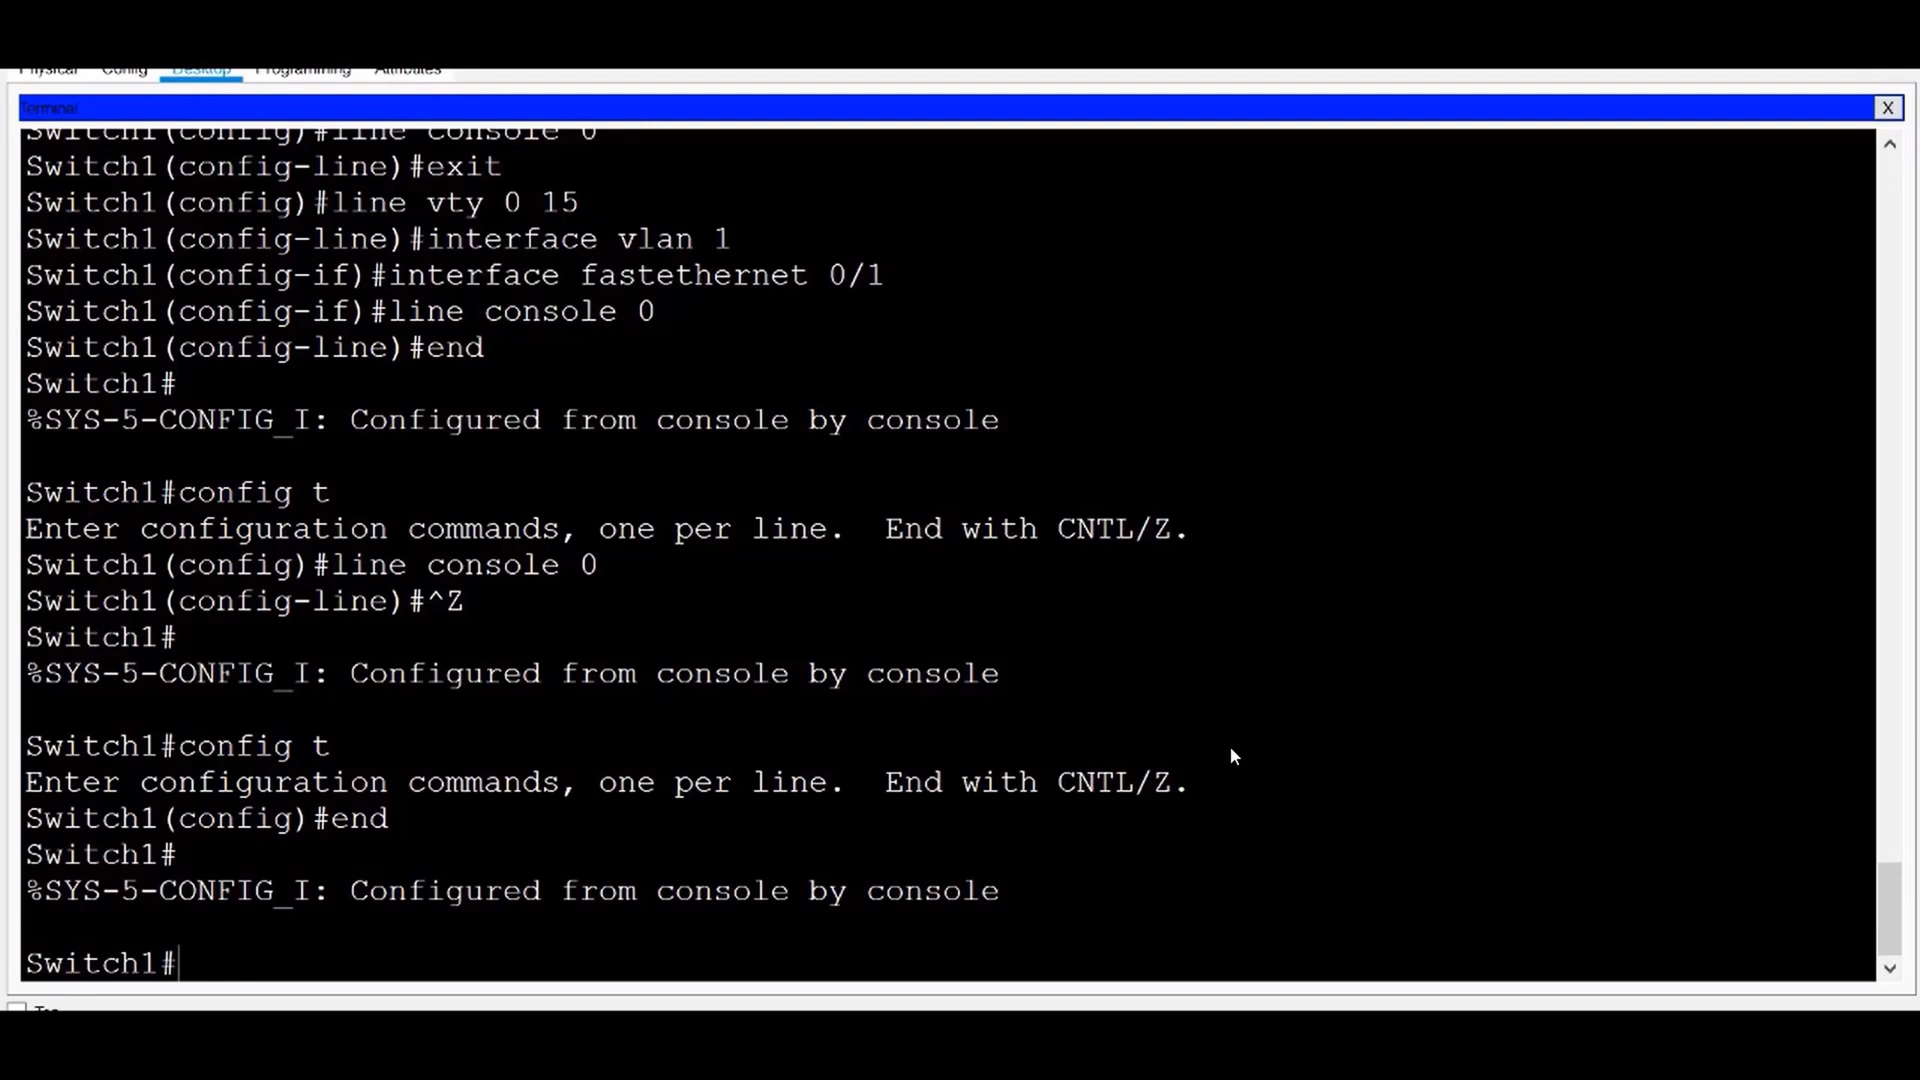 Physical Config Desktop Programming Attributes
Terminal
X
Switch1(config)#line console 0
Switch1(config-line)#exit
Switch1(config)#line vty 0 15
Switch1(config-line)#interface vlan 1
Switch1(config-if)#interface fastethernet 0/1
Switch1(config-if)#line console 0
Switch1(config-line)#end
Switch1#
%SYS-5-CONFIG_I: Configured from console by console
Switch1#config t
Enter configuration commands, one per line.  End with CNTL/Z.
Switch1(config)#line console 0
Switch1(config-line)#^Z
Switch1#
%SYS-5-CONFIG_I: Configured from console by console
Switch1#config t
Enter configuration commands, one per line.  End with CNTL/Z.
Switch1(config)#end
Switch1#
%SYS-5-CONFIG_I: Configured from console by console
Switch1#